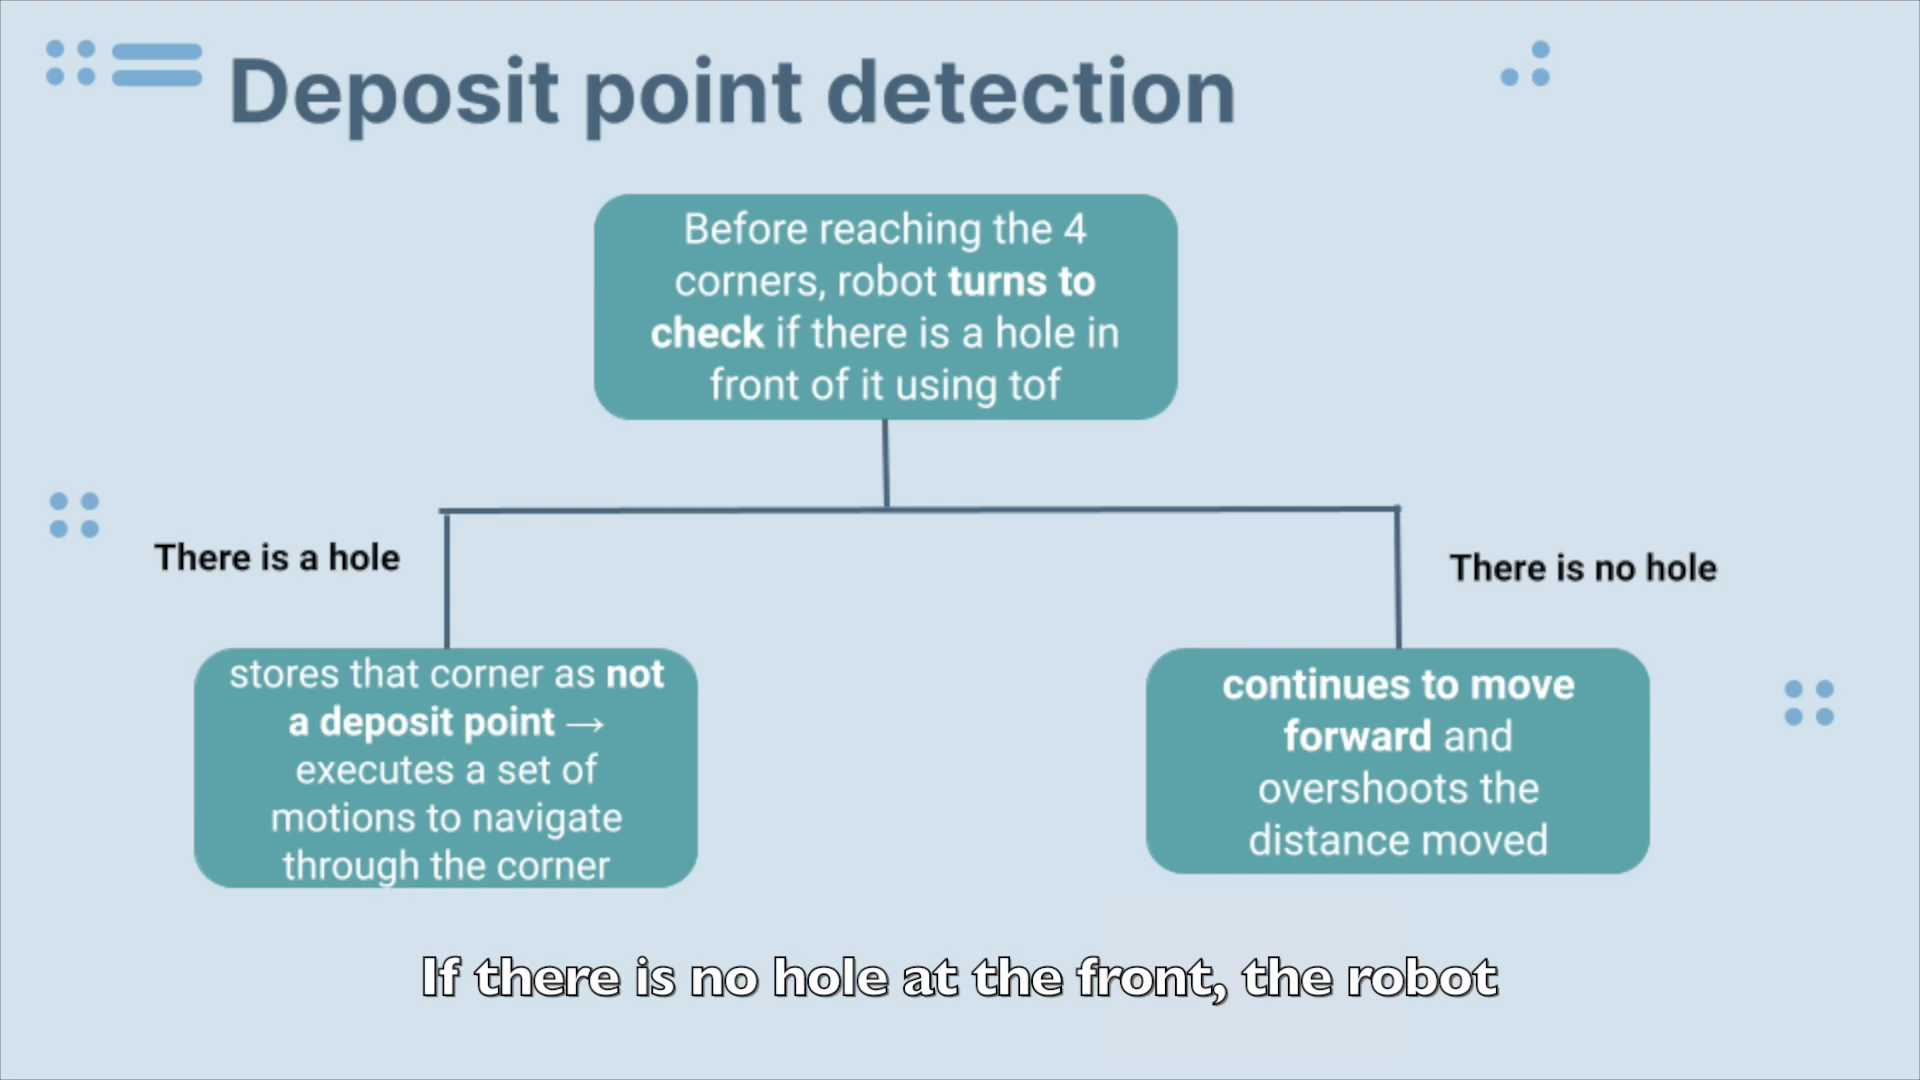 Deposit point detection
Before reaching the 4
corners, robot turns to
check if there is a hole in
front of it using tof
There is a hole
There is no hole
stores that corner as not
a deposit point →
executes a set of
motions to navigate
through the corner
continues to move
forward and
overshoots the
distance moved
If there is no hole at the front, the robot